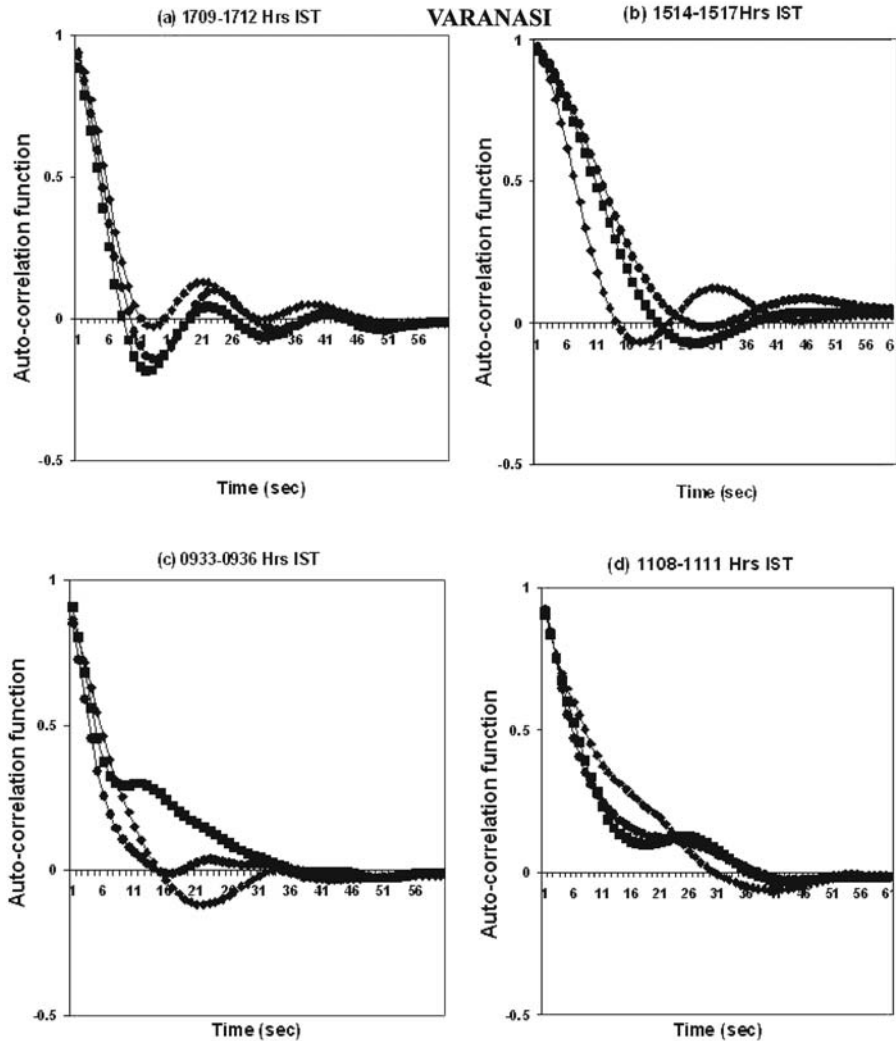 VARANASI
(a) 1709-1712 Hrs IST
1
0.5
0
-0.5
Auto-correlation function
1 6 11 16 21 26 31 36 41 46 51 56
Time (sec)
(b) 1514-1517Hrs IST
1
0.5
0
-0.5
Auto-correlation function
1 6 11 16 21 26 31 36 41 46 51 56 6
Time (sec)
(c) 0933-0936 Hrs IST
1
0.5
0
-0.5
Auto-correlation function
1 6 11 16 21 26 31 36 41 46 51 56
Time (sec)
(d) 1108-1111 Hrs IST
1
0.5
0
-0.5
Auto-correlation function
1 6 11 16 21 26 31 36 41 46 51 56 61
Time (sec)